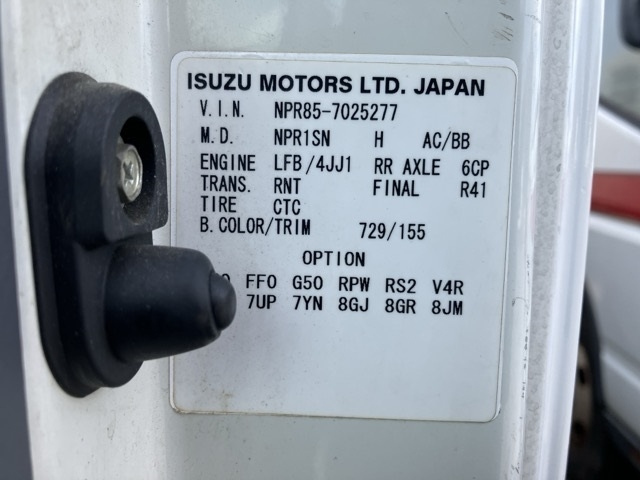 ISUZU MOTORS LTD. JAPAN
V.I.N. NPR85-7025277
M.D. NPR1SN H AC/BB
ENGINE LFB/4JJ1 RR AXLE 6CP
TRANS. RNT FINAL R41
TIRE CTC
B.COLOR/TRIM 729/155
OPTION
FF0 G50 RPW RS2 V4R
7UP 7YN 8GJ 8GR 8JM